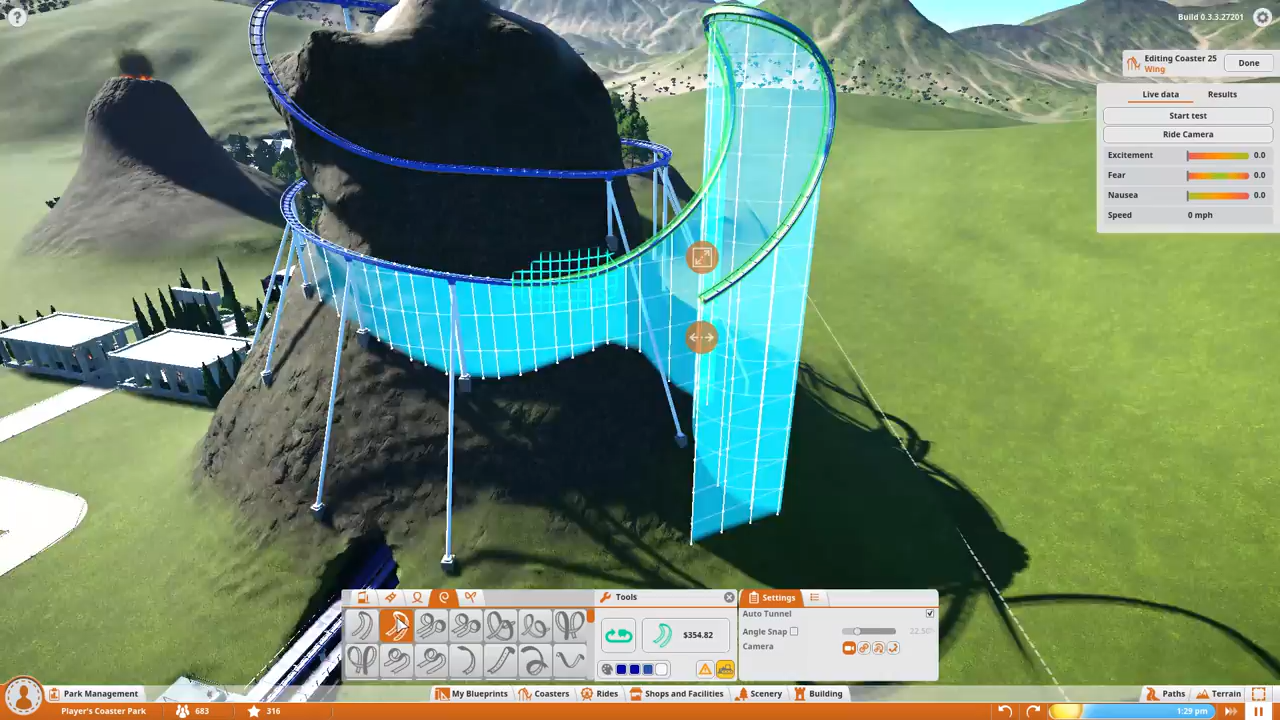 Build 0.3.3.27201
Editing Coaster 25
Wing
Done
Live data
Results
Start test
Ride Camera
Excitement 0.0
Fear 0.0
Nausea 0.0
Speed 0 mph
Tools
Settings
$354.82
Auto Tunnel
Angle Snap 22.50°
Camera
Park Management
My Blueprints
Coasters
Rides
Shops and Facilities
Scenery
Building
Paths
Terrain
Player's Coaster Park
683
316
1:29 pm